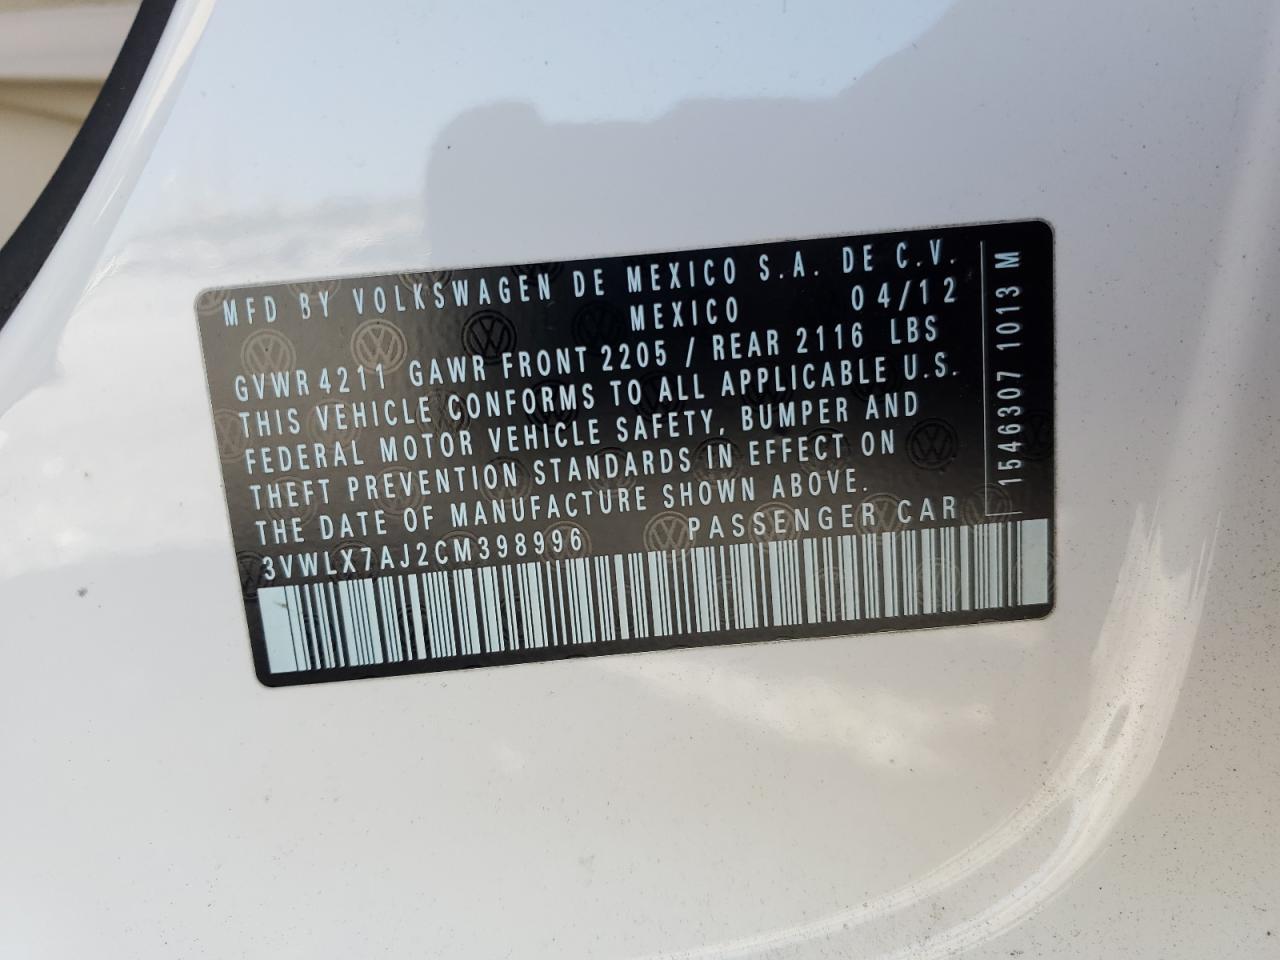 MFD BY VOLKSWAGEN DE MEXICO S.A. DE C.V.
MEXICO 04/12
GVWR 4211 GAWR FRONT 2205 / REAR 2116 LBS
THIS VEHICLE CONFORMS TO ALL APPLICABLE U.S.
FEDERAL MOTOR VEHICLE SAFETY, BUMPER AND
THEFT PREVENTION STANDARDS IN EFFECT ON
THE DATE OF MANUFACTURE SHOWN ABOVE.
3VWLX7AJ2CM398996 PASSENGER CAR
1546307 1013 M